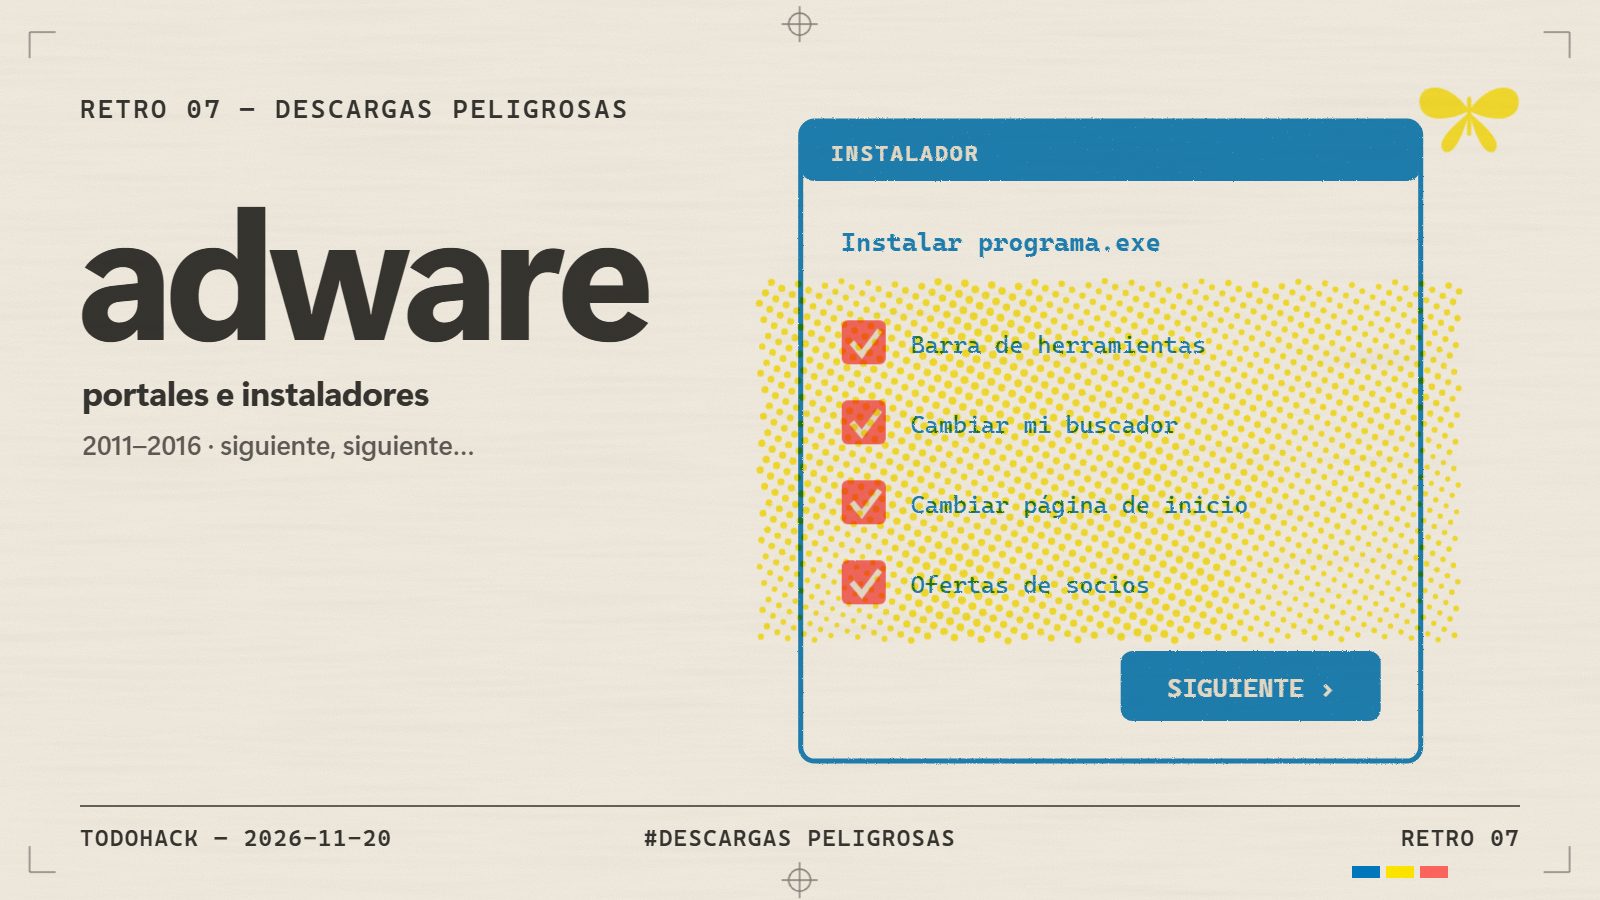 RETRO 07 – DESCARGAS PELIGROSAS
adware
portales e instaladores
2011–2016 · siguiente, siguiente...
INSTALADOR
Instalar programa.exe
Barra de herramientas
Cambiar mi buscador
Cambiar página de inicio
Ofertas de socios
SIGUIENTE ›
TODOHACK – 2026-11-20
#DESCARGAS PELIGROSAS
RETRO 07